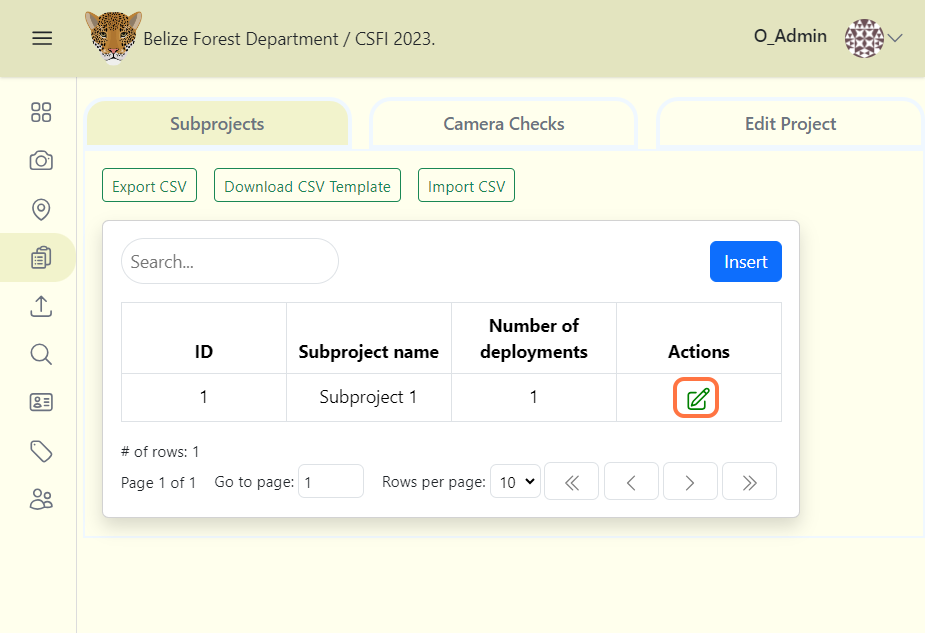 Belize Forest Department / CSFI 2023.
O_Admin
Subprojects
Camera Checks
Edit Project
Export CSV
Download CSV Template
Import CSV
Search...
Insert
ID
Subproject name
Number of
deployments
Actions
1
Subproject 1
1
# of rows: 1
Page 1 of 1
Go to page:
1
Rows per page:
10